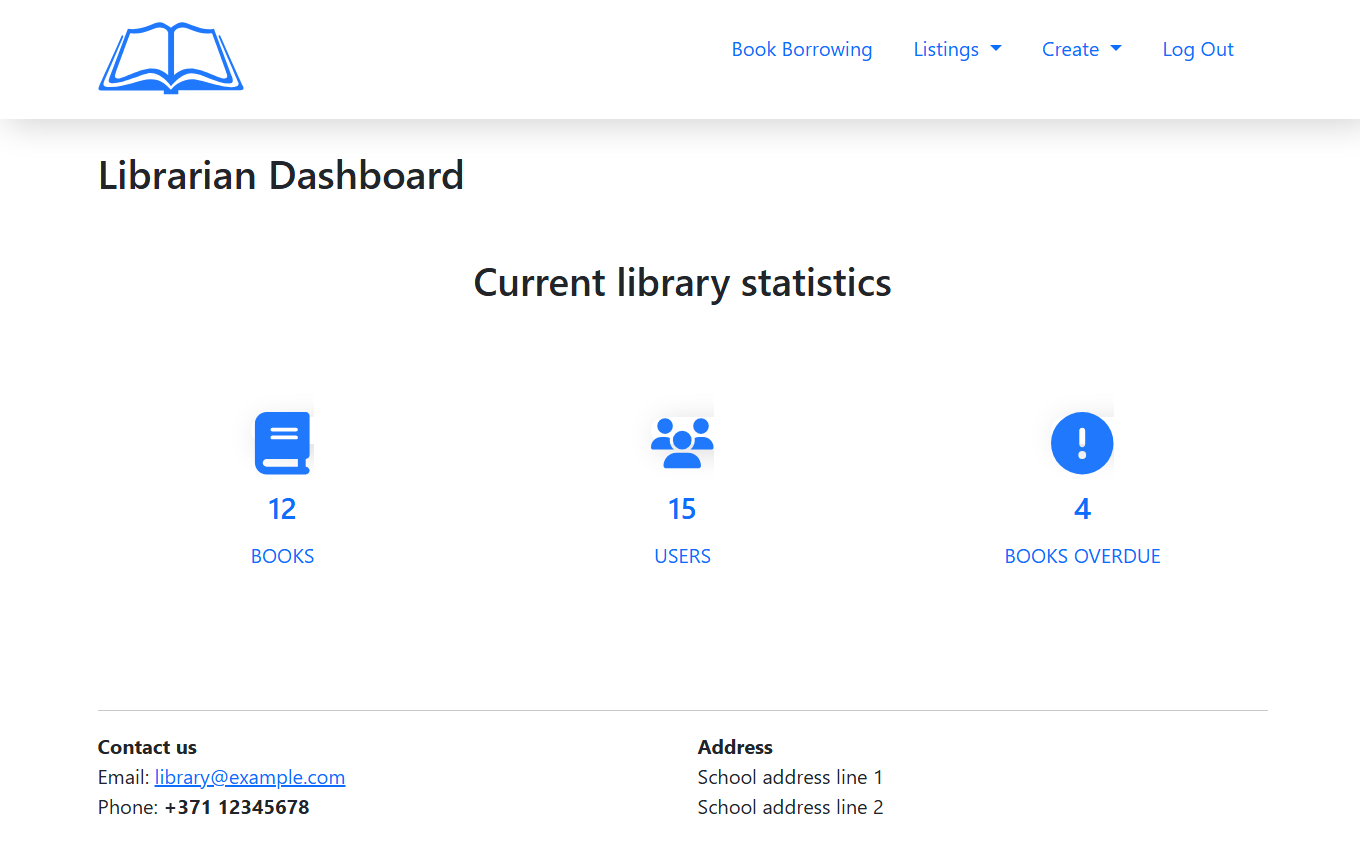 Book Borrowing Listings Create Log Out
Librarian Dashboard
Current library statistics
12 15 4
BOOKS USERS BOOKS OVERDUE
Contact us
Email: library@example.com
Phone: +371 12345678
Address
School address line 1
School address line 2